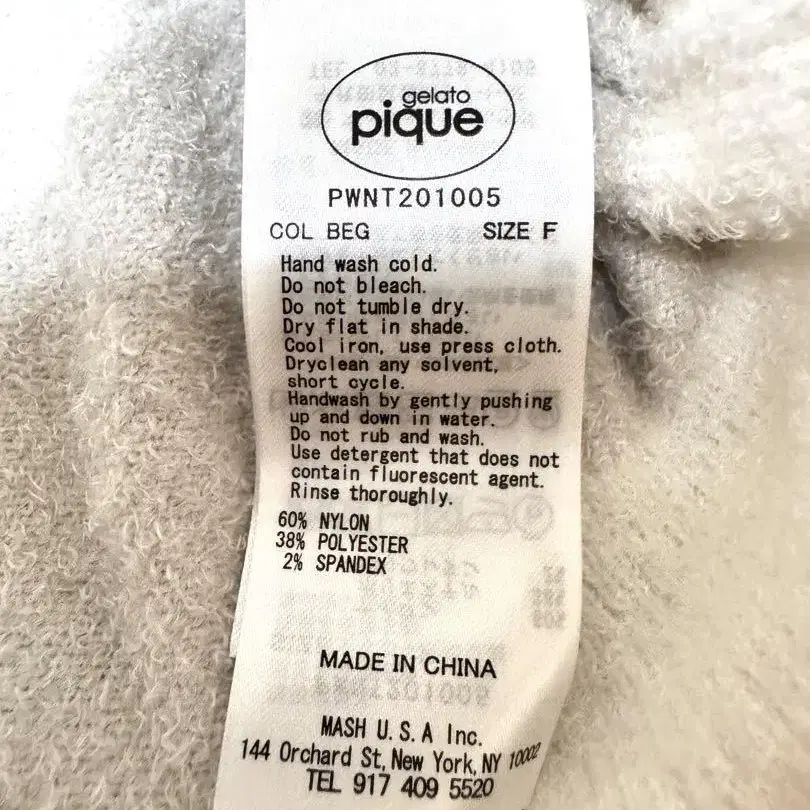 gelato
pique
PWNT201005
COL BEG SIZE F
Hand wash cold.
Do not bleach.
Do not tumble dry.
Dry flat in shade.
Cool iron, use press cloth.
Dryclean any solvent,
short cycle.
Handwash by gently pushing
up and down in water.
Do not rub and wash.
Use detergent that does not
contain fluorescent agent.
Rinse thoroughly.
60% NYLON
38% POLYESTER
2% SPANDEX
MADE IN CHINA
MASH U.S.A Inc.
144 Orchard St, New York, NY 10002
TEL 917 409 5520